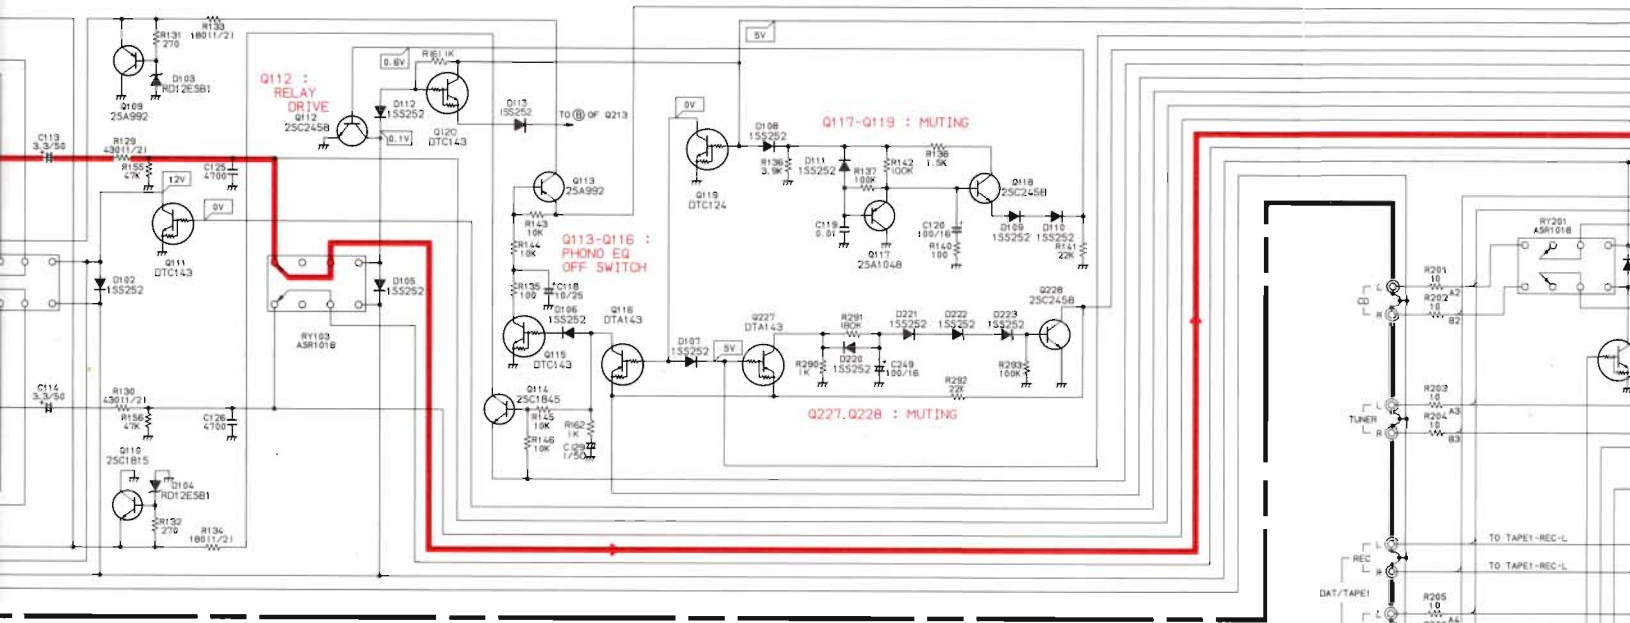 R133
180(1/2)
R131
270
D103
RD12ESB1
Q109
2SA992
C113
3.3/50
R129
430(1/2)
R155
47K
C125
4700
12V
0V
Q111
DTC143
D102
1SS252
RY103
ASR1018
D105
1SS252
C114
3.3/50
R130
430(1/2)
R156
47K
C126
4700
Q110
2SC1815
D104
RD12ESB1
R132
270
R134
180(1/2)
Q112 :
RELAY
DRIVE
Q112
2SC2458
0.6V
R161 1K
D112
1SS252
0.1V
Q120
DTC143
D113
1SS252
TO Ⓑ OF Q213
Q113
2SA992
R143
10K
R144
10K
Q113-Q116 :
PHONO EQ
OFF SWITCH
R135
100
C118
10/25
D106
1SS252
Q115
DTC143
Q116
DTA143
Q114
2SC1845
R145
10K
R146
10K
R162
1K
C129
1/50
5V
0V
Q119
DTC124
D108
1SS252
R136
3.9K
Q117-Q119 : MUTING
D111
1SS252
R137
100K
R142
100K
R138
1.5K
Q118
2SC2458
C119
0.01
Q117
2SA1048
C120
100/16
R140
100
D109
1SS252
D110
1SS252
R141
22K
D107
1SS252
5V
Q227
DTA143
R291
180K
R290
1K
D220
1SS252
C249
100/16
D221
1SS252
D222
1SS252
D223
1SS252
Q228
2SC2458
R293
100K
R292
22K
Q227.Q228 : MUTING
RY201
ASR1018
CD
L
R
R201
10
A2
R202
10
B2
TUNER
L
R
R203
10
A3
R204
10
B3
REC
L
R
TO TAPE1-REC-L
TO TAPE1-REC-L
DAT/TAPE1
L
R205
10
A4